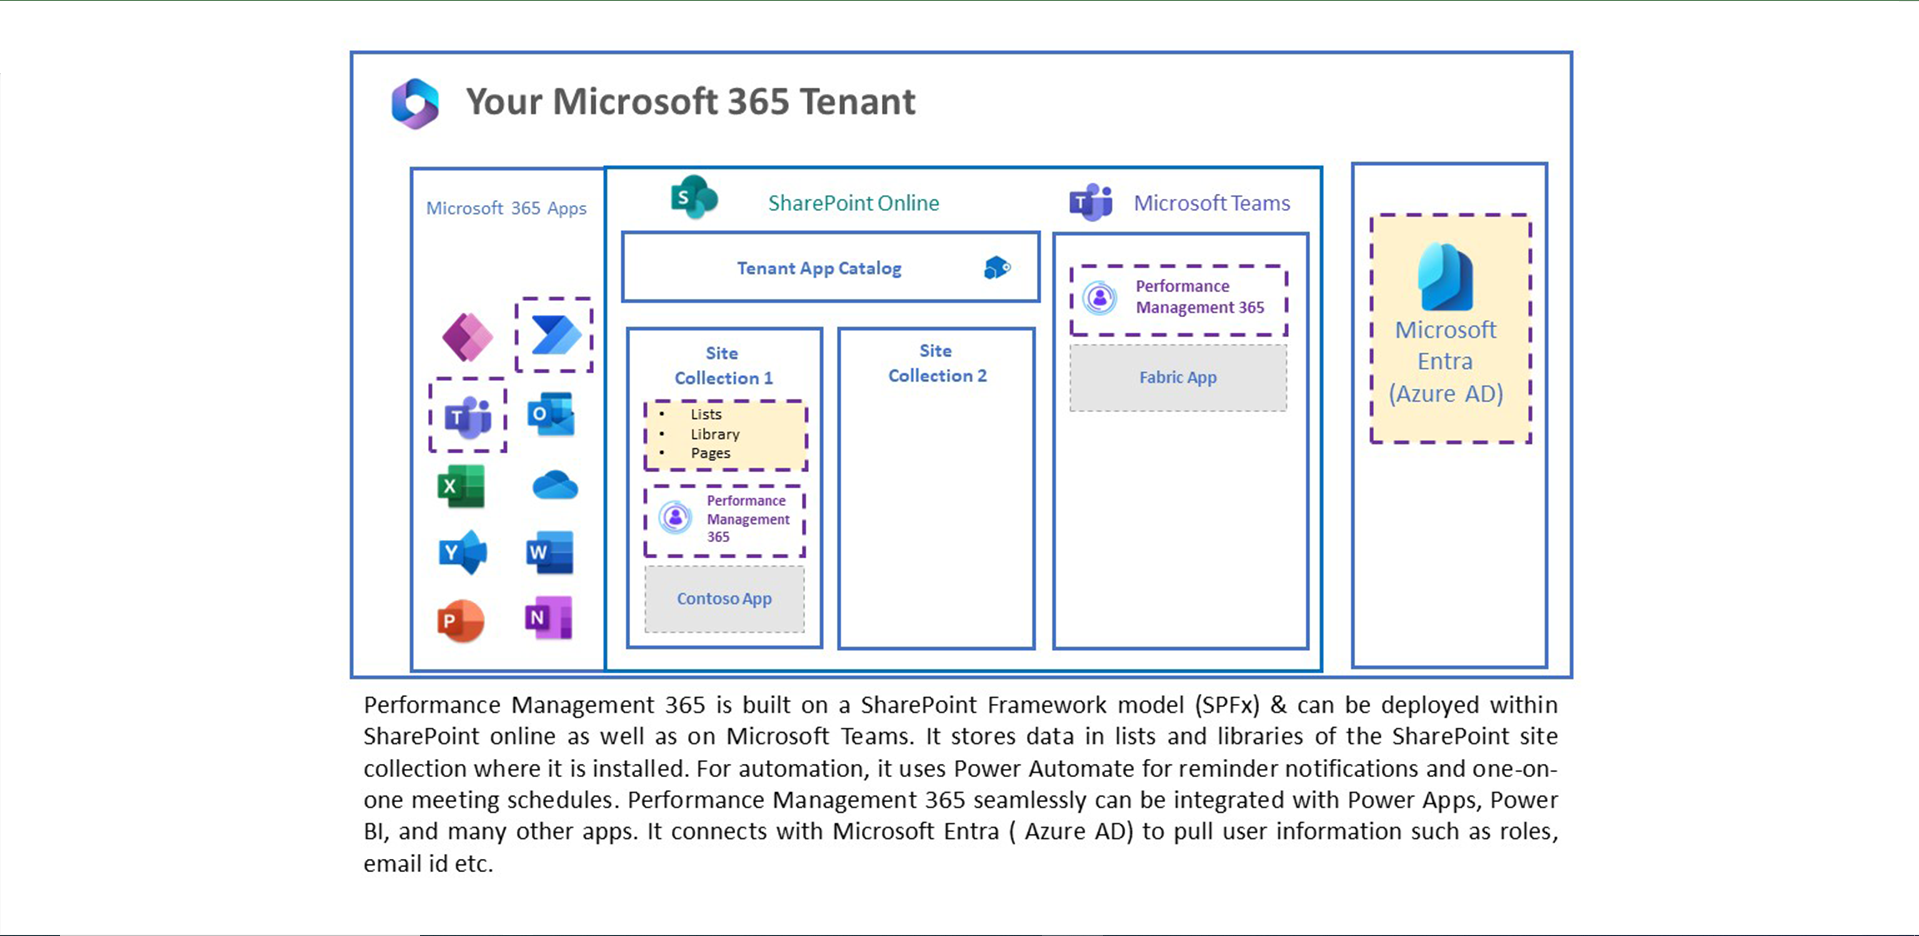 Your Microsoft 365 Tenant
Microsoft 365 Apps
T
O
X
Y
W
P
N
S
SharePoint Online
Tenant App Catalog
Site
Collection 1
• Lists
• Library
• Pages
Performance
Management
365
Contoso App
Site
Collection 2
T
Microsoft Teams
Performance
Management 365
Fabric App
Microsoft
Entra
(Azure AD)
Performance Management 365 is built on a SharePoint Framework model (SPFx) & can be deployed within
SharePoint online as well as on Microsoft Teams. It stores data in lists and libraries of the SharePoint site
collection where it is installed. For automation, it uses Power Automate for reminder notifications and one-on-
one meeting schedules. Performance Management 365 seamlessly can be integrated with Power Apps, Power
BI, and many other apps. It connects with Microsoft Entra ( Azure AD) to pull user information such as roles,
email id etc.